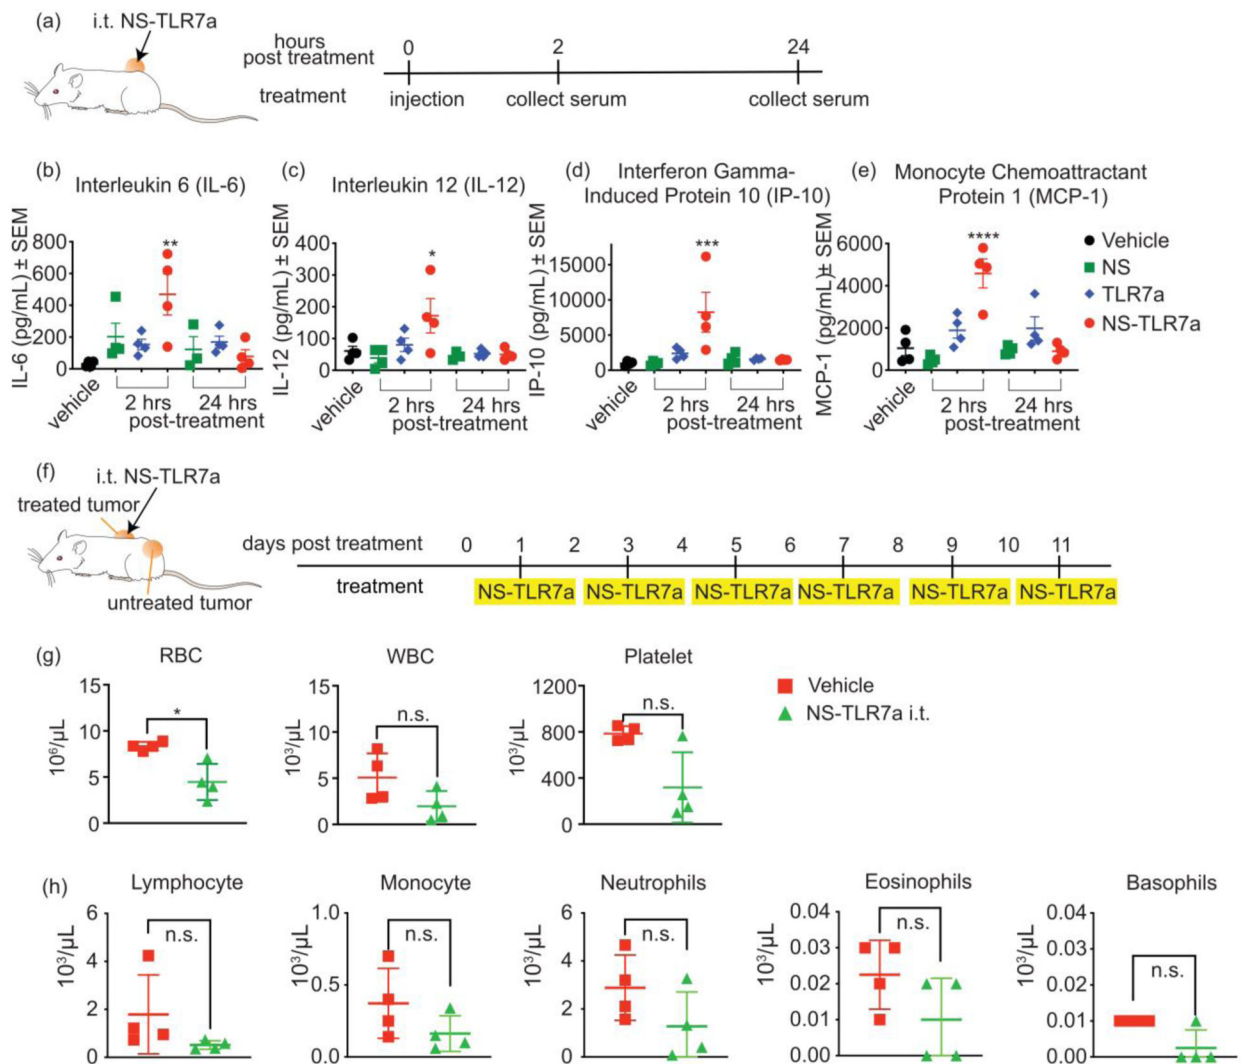 (a)
i.t. NS-TLR7a
hours
post treatment
0
2
24
treatment
injection
collect serum
collect serum
(b)
Interleukin 6 (IL-6)
IL-6 (pg/mL) ± SEM
800
600
400
200
0
**
vehicle
2 hrs
24 hrs
post-treatment
(c)
Interleukin 12 (IL-12)
IL-12 (pg/mL) ± SEM
400
300
200
100
0
*
vehicle
2 hrs
24 hrs
post-treatment
(d)
Interferon Gamma-
Induced Protein 10 (IP-10)
IP-10 (pg/mL) ± SEM
15000
10000
5000
0
***
vehicle
2 hrs
24 hrs
post-treatment
(e)
Monocyte Chemoattractant
Protein 1 (MCP-1)
MCP-1 (pg/mL)± SEM
6000
4000
2000
0
****
vehicle
2 hrs
24 hrs
post-treatment
Vehicle
NS
TLR7a
NS-TLR7a
(f)
i.t. NS-TLR7a
treated tumor
untreated tumor
days post treatment
0 1 2 3 4 5 6 7 8 9 10 11
treatment
NS-TLR7a NS-TLR7a NS-TLR7a NS-TLR7a NS-TLR7a NS-TLR7a
(g)
RBC
10⁶/µL
15
10
5
0
*
WBC
10³/µL
15
10
5
0
n.s.
Platelet
10³/µL
1200
800
400
0
n.s.
Vehicle
NS-TLR7a i.t.
(h)
Lymphocyte
10³/µL
6
4
2
0
n.s.
Monocyte
10³/µL
1.0
0.5
0.0
n.s.
Neutrophils
10³/µL
6
4
2
0
n.s.
Eosinophils
10³/µL
0.04
0.03
0.02
0.01
0.00
n.s.
Basophils
10³/µL
0.04
0.03
0.02
0.01
0.00
n.s.